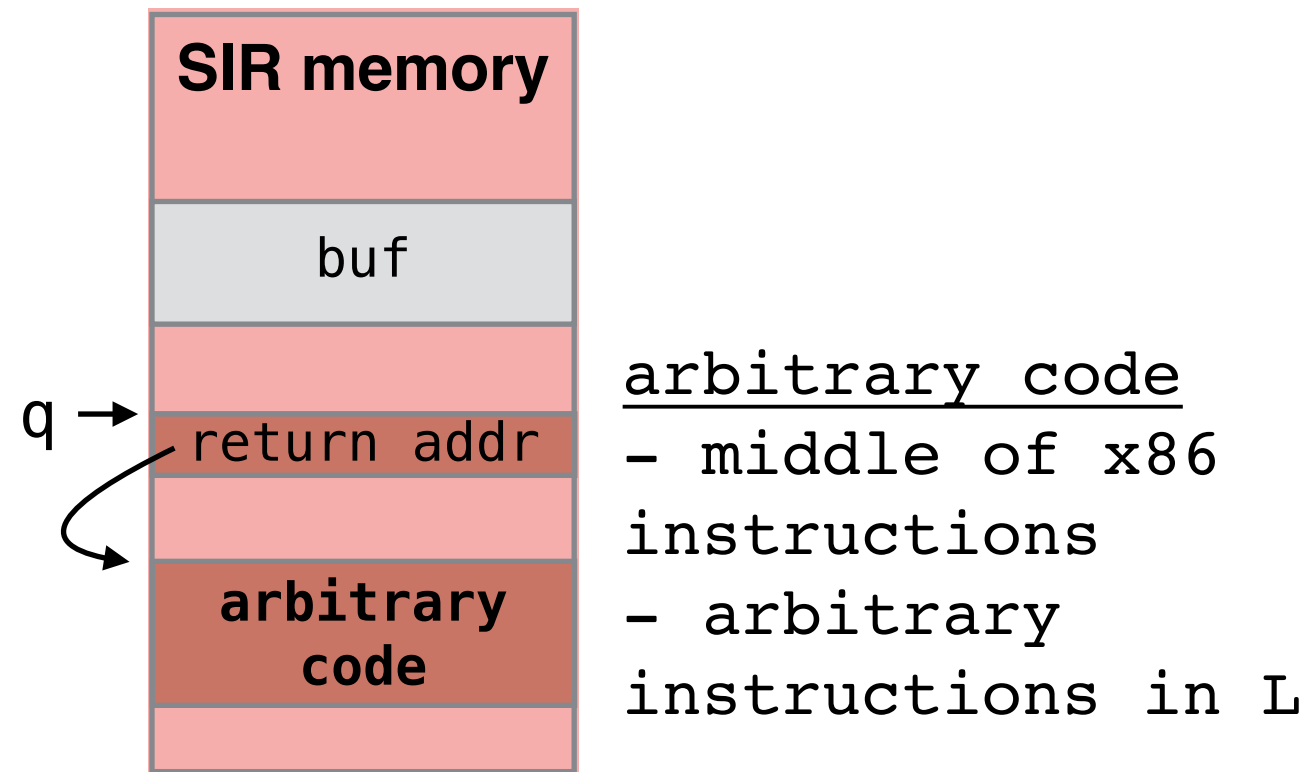 SIR memory
buf
q
return addr
arbitrary
code
arbitrary code
- middle of x86
instructions
- arbitrary
instructions in L